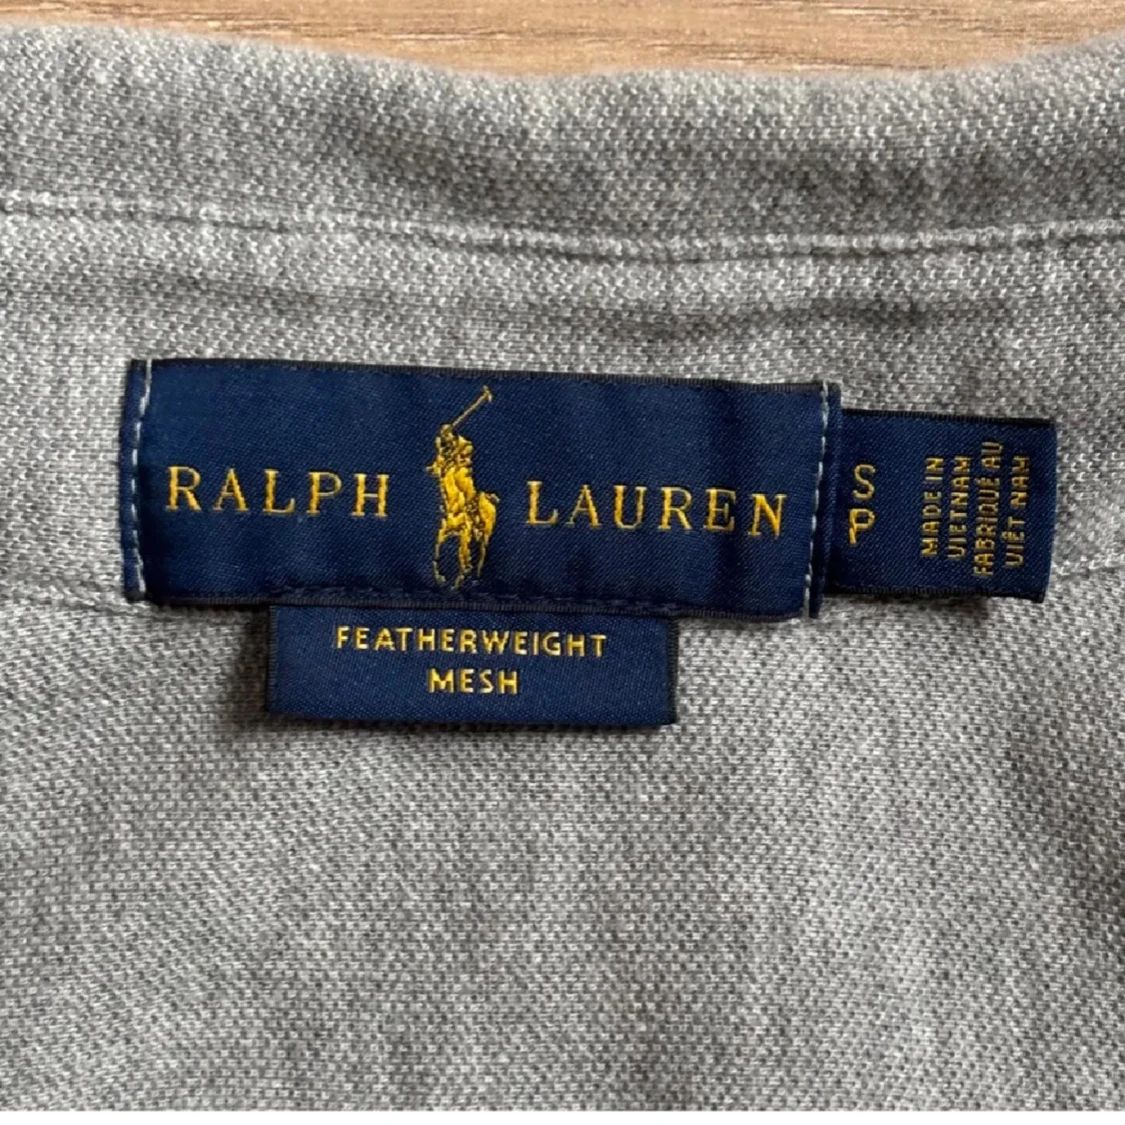 RALPH LAUREN
S
P
MADE IN
VIETNAM
FABRIQUÉ AU
VIÊT NAM
FEATHERWEIGHT
MESH